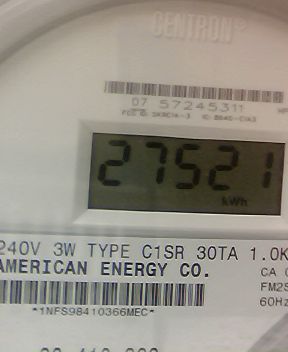 CENTRON®
07 57245311
27521
kWh
240V 3W TYPE C1SR 30TA 1.0K
AMERICAN ENERGY CO.
CA
FM2S
60Hz
*1NFS98410366MEC*